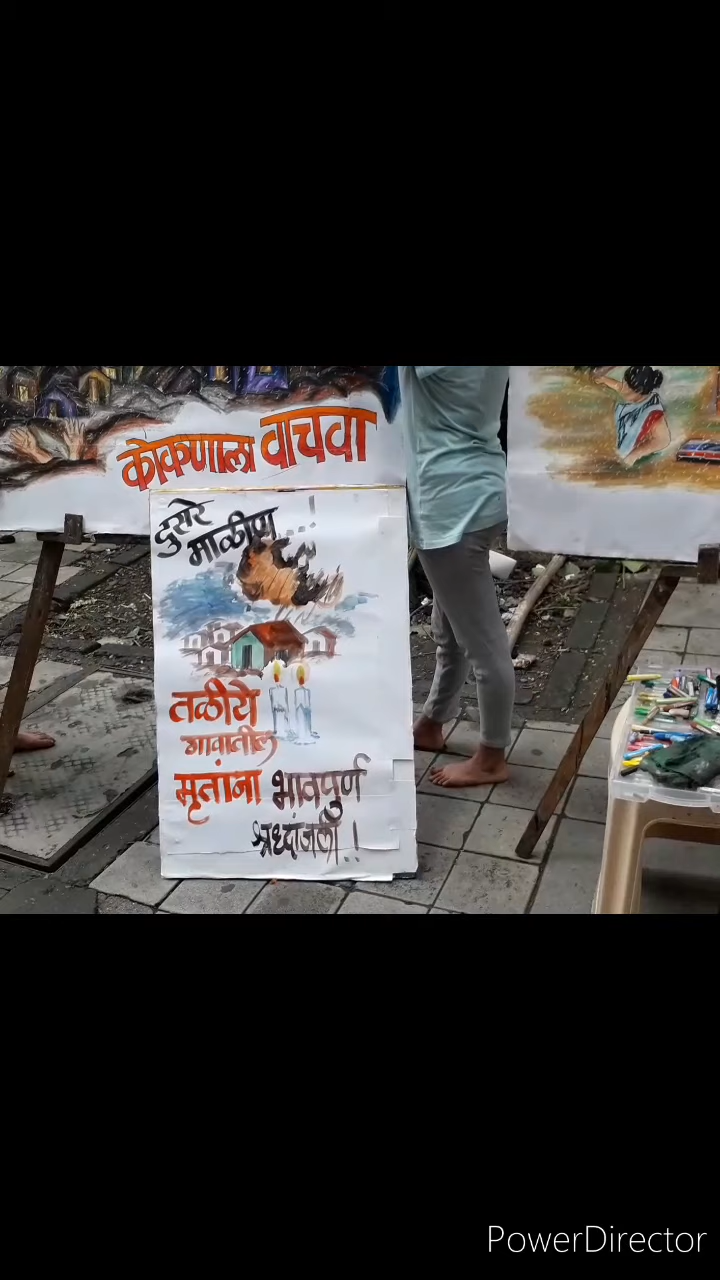 कोकणाला वाचवा
दुसरे
माळीण...!
तळीये
गावातील
मृतांना भावपुर्ण
श्रध्दांजली !!
PowerDirector